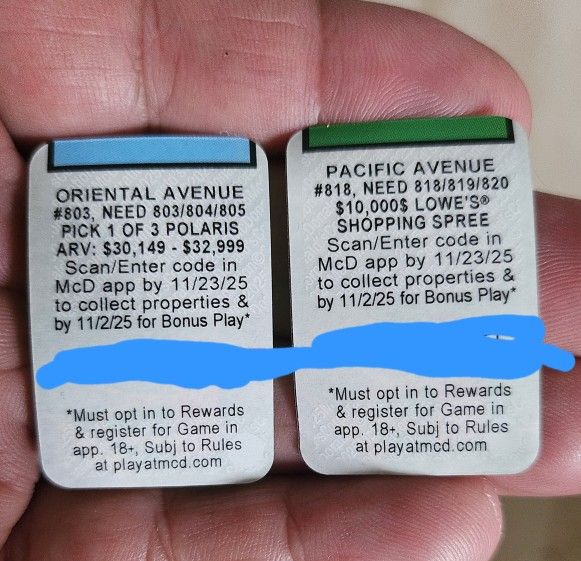 ORIENTAL AVENUE
#803, NEED 803/804/805
PICK 1 OF 3 POLARIS
ARV: $30,149 - $32,999
Scan/Enter code in
McD app by 11/23/25
to collect properties &
by 11/2/25 for Bonus Play*
*Must opt in to Rewards
& register for Game in
app. 18+, Subj to Rules
at playatmcd.com
PACIFIC AVENUE
#818, NEED 818/819/820
$10,000$ LOWE'S®
SHOPPING SPREE
Scan/Enter code in
McD app by 11/23/25
to collect properties &
by 11/2/25 for Bonus Play*
*Must opt in to Rewards
& register for Game in
app. 18+, Subj to Rules
at playatmcd.com